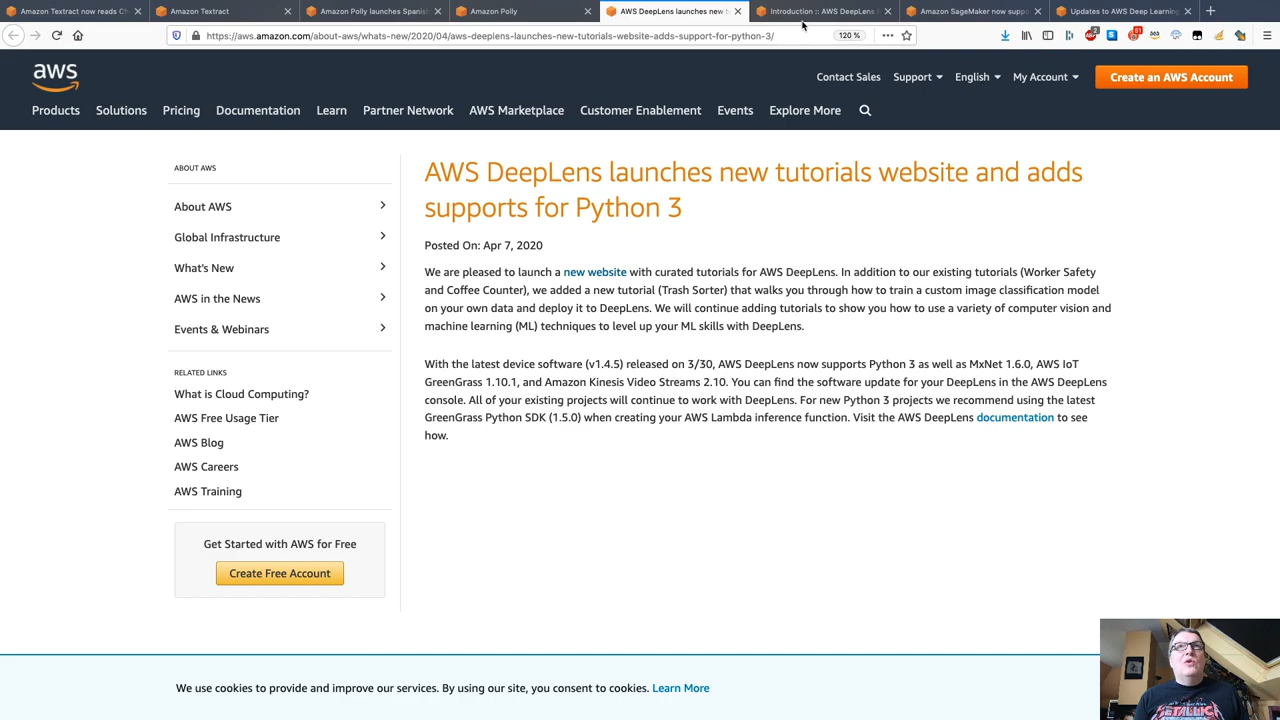 Amazon Textract now reads Ch
Amazon Textract
Amazon Polly launches Spanis
Amazon Polly
AWS DeepLens launches new t
Introduction :: AWS DeepLens
Amazon SageMaker now suppo
Updates to AWS Deep Learning
https://aws.amazon.com/about-aws/whats-new/2020/04/aws-deeplens-launches-new-tutorials-website-adds-support-for-python-3/
120 %
aws
Contact Sales
Support
English
My Account
Create an AWS Account
Products
Solutions
Pricing
Documentation
Learn
Partner Network
AWS Marketplace
Customer Enablement
Events
Explore More
ABOUT AWS
About AWS
Global Infrastructure
What's New
AWS in the News
Events & Webinars
RELATED LINKS
What is Cloud Computing?
AWS Free Usage Tier
AWS Blog
AWS Careers
AWS Training
Get Started with AWS for Free
Create Free Account
AWS DeepLens launches new tutorials website and adds
supports for Python 3
Posted On: Apr 7, 2020
We are pleased to launch a new website with curated tutorials for AWS DeepLens. In addition to our existing tutorials (Worker Safety
and Coffee Counter), we added a new tutorial (Trash Sorter) that walks you through how to train a custom image classification model
on your own data and deploy it to DeepLens. We will continue adding tutorials to show you how to use a variety of computer vision and
machine learning (ML) techniques to level up your ML skills with DeepLens.
With the latest device software (v1.4.5) released on 3/30, AWS DeepLens now supports Python 3 as well as MxNet 1.6.0, AWS IoT
GreenGrass 1.10.1, and Amazon Kinesis Video Streams 2.10. You can find the software update for your DeepLens in the AWS DeepLens
console. All of your existing projects will continue to work with DeepLens. For new Python 3 projects we recommend using the latest
GreenGrass Python SDK (1.5.0) when creating your AWS Lambda inference function. Visit the AWS DeepLens documentation to see
how.
We use cookies to provide and improve our services. By using our site, you consent to cookies. Learn More
METALLICA